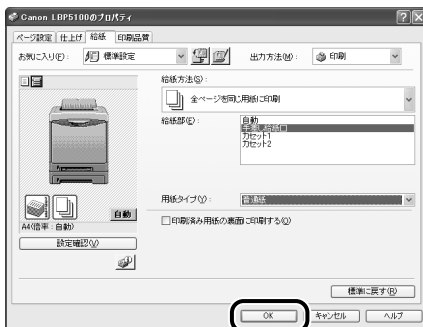 Canon LBP5100のプロパティ
ページ設定 仕上げ 給紙 印刷品質
お気に入り(F): 標準設定 出力方法(M): 印刷
給紙方法(S):
全ページを同じ用紙に印刷
給紙部(E): 自動
手差し給紙口
カセット1
カセット2
用紙タイプ(Y): 普通紙
印刷済み用紙の裏面に印刷する(Q)
自動
A4(倍率:自動)
設定確認(V)
標準に戻す(R)
OK キャンセル ヘルプ